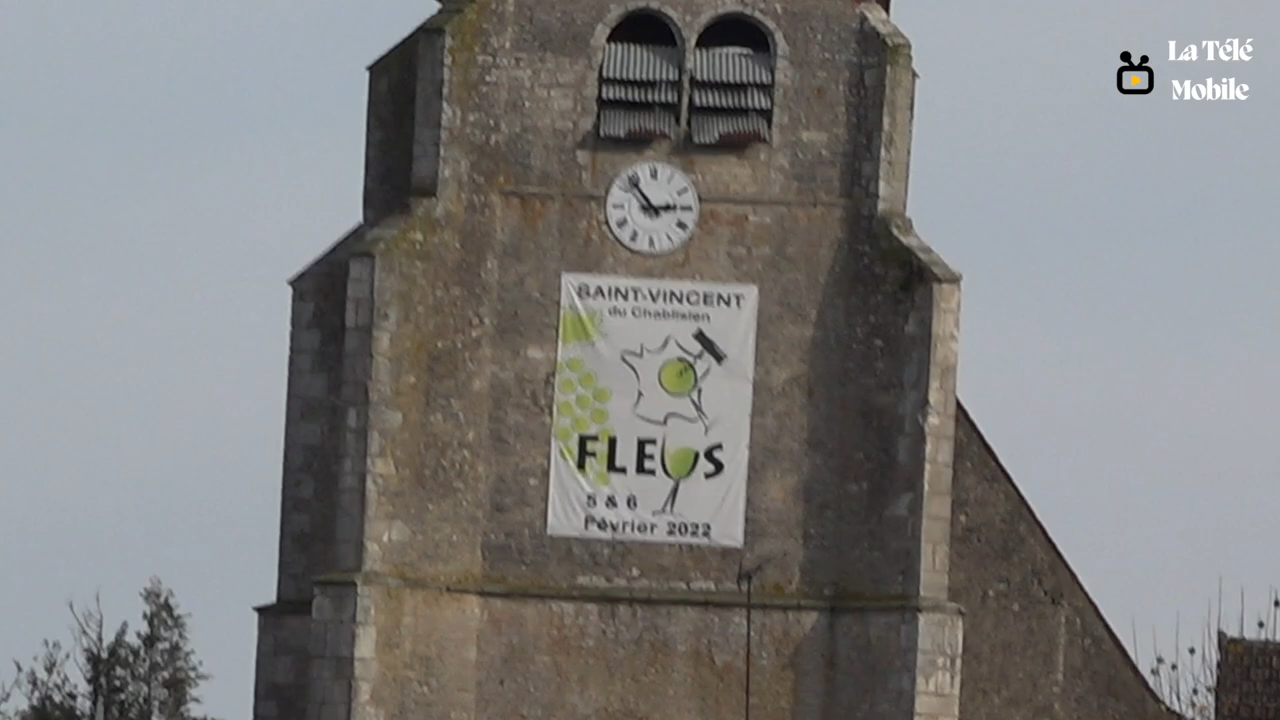 La Télé
Mobile
SAINT-VINCENT
du Chablisien
FLEYS
5 & 6
Février 2022